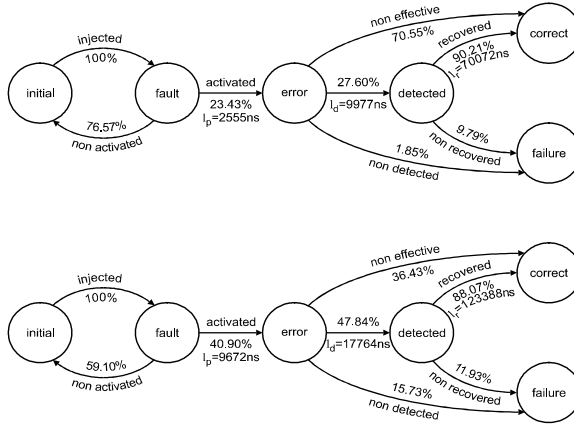 injected
100%
initial
fault
76.57%
non activated
activated
23.43%
lp=2555ns
error
non effective
70.55%
27.60%
ld=9977ns
detected
recovered
90.21%
lr=70072ns
correct
9.79%
non recovered
failure
1.85%
non detected
injected
100%
initial
fault
59.10%
non activated
activated
40.90%
lp=9672ns
error
non effective
36.43%
47.84%
ld=17764ns
detected
recovered
88.07%
lr=123388ns
correct
11.93%
non recovered
failure
15.73%
non detected